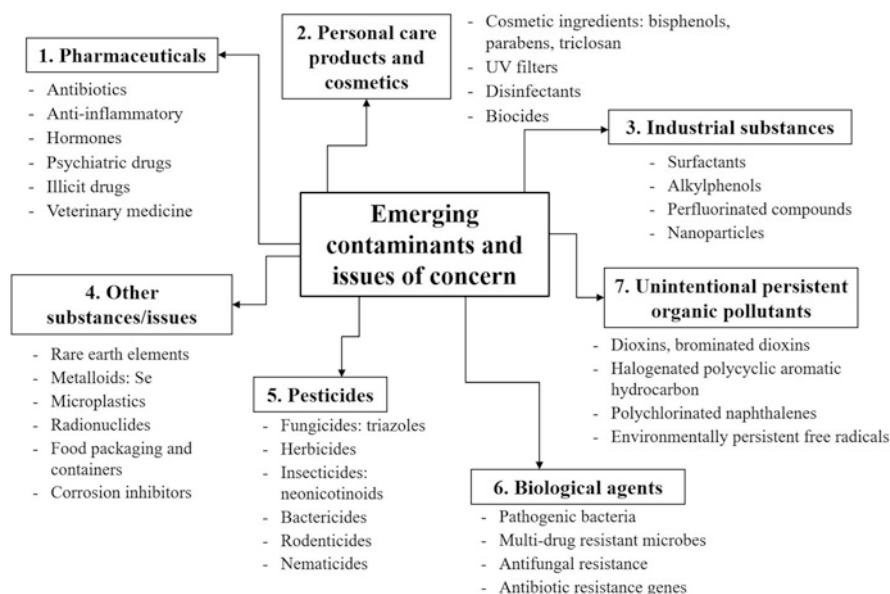 1. Pharmaceuticals
- Antibiotics
- Anti-inflammatory
- Hormones
- Psychiatric drugs
- Illicit drugs
- Veterinary medicine
2. Personal care
products and
cosmetics
- Cosmetic ingredients: bisphenols,
parabens, triclosan
- UV filters
- Disinfectants
- Biocides
3. Industrial substances
- Surfactants
- Alkylphenols
- Perfluorinated compounds
- Nanoparticles
Emerging
contaminants and
issues of concern
4. Other
substances/issues
- Rare earth elements
- Metalloids: Se
- Microplastics
- Radionuclides
- Food packaging and
containers
- Corrosion inhibitors
5. Pesticides
- Fungicides: triazoles
- Herbicides
- Insecticides:
neonicotinoids
- Bactericides
- Rodenticides
- Nematicides
6. Biological agents
- Pathogenic bacteria
- Multi-drug resistant microbes
- Antifungal resistance
- Antibiotic resistance genes
7. Unintentional persistent
organic pollutants
- Dioxins, brominated dioxins
- Halogenated polycyclic aromatic
hydrocarbon
- Polychlorinated naphthalenes
- Environmentally persistent free radicals